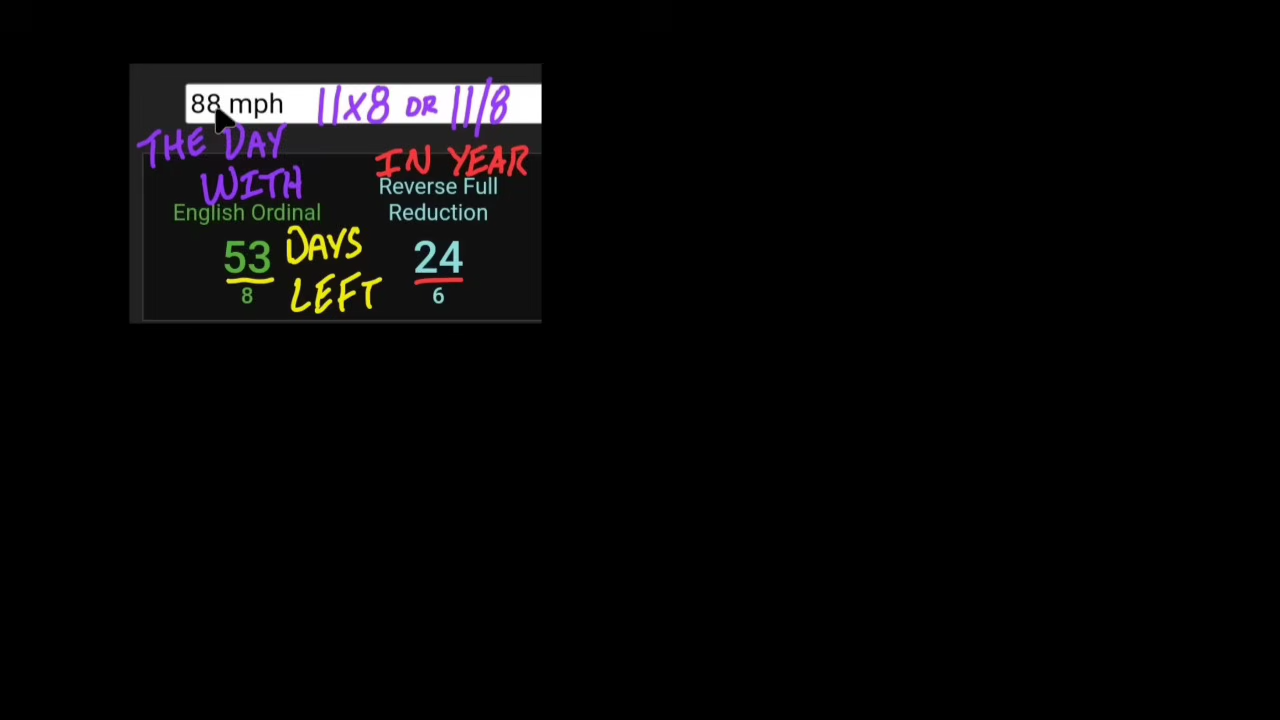 88 mph 11x8 OR 11/8
THE DAY
WITH
IN YEAR
English Ordinal
Reverse Full
Reduction
53 DAYS
LEFT
24
8
6